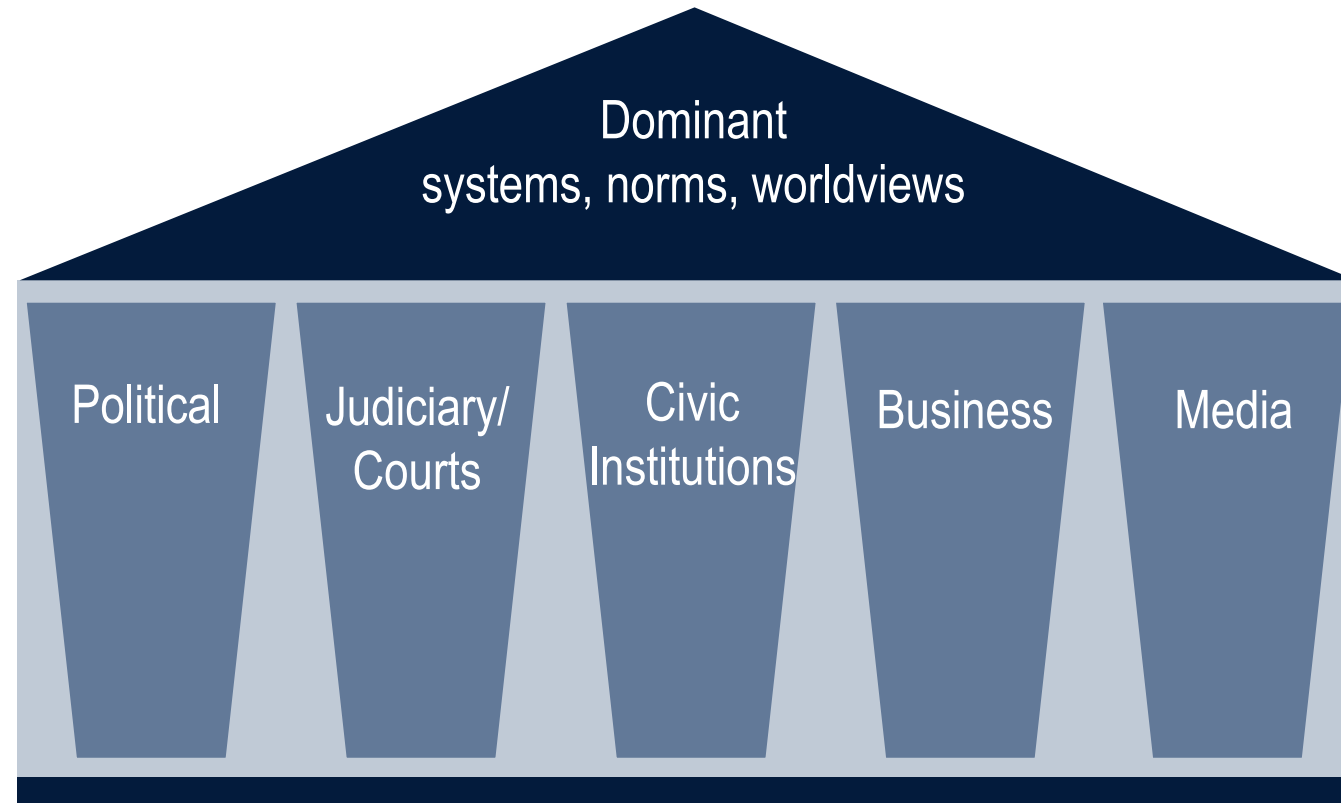 Dominant
systems, norms, worldviews
Political
Judiciary/
Courts
Civic
Institutions
Business
Media